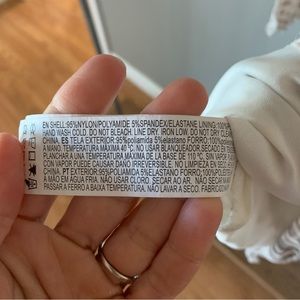 EN SHELL:95%NYLON/POLYAMIDE 5%SPANDEX/ELASTANE LINING:100%
HAND WASH COLD. DO NOT BLEACH. LINE DRY. IRON LOW. DO NOT DRY CL
CHINA. ES TELA EXTERIOR:95%poliamida 5%elastano FORRO:100%
A MANO TEMPERATURA MÁXIMA 40 ºC. NO USAR BLANQUEADOR. SECADO
PLANCHAR A UNA TEMPERATURA MÁXIMA DE LA BASE DE 110 ºC. SIN VAPOR
CON VAPOR PUEDE CAUSAR DAÑO IRREVERSIBLE. NO LIMPIEZA EN SECO
CHINA. PT EXTERIOR:95%POLIAMIDA 5%ELASTANO FORRO:100%POLI
A MÃO EM ÁGUA FRIA. NÃO USAR CLORO. SECAR AO AR. NÃO
PASSAR A FERRO A BAIXA TEMPERATURA. NÃO LAVAR A SECO. FABRIC